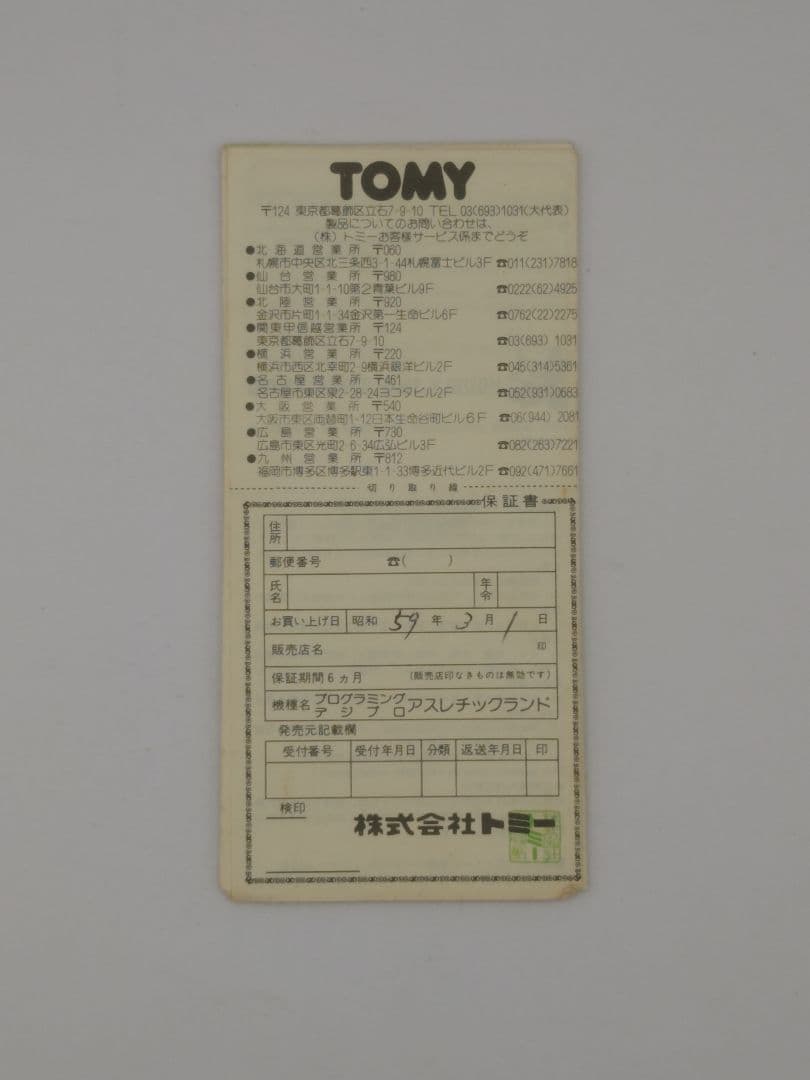 TOMY
〒124 東京都葛飾区立石7-9-10 TEL 03(693)1031(大代表)
製品についてのお問い合わせは、
(株)トミーお客様サービス係までどうぞ
●北海道営業所 〒060
札幌市中央区北三条西3-1-44札幌富士ビル3F ☎011(231)7818
●仙台営業所 〒980
仙台市大町1-1-10第2青葉ビル9F ☎0222(62)4925
●北陸営業所 〒920
金沢市片町1-1-34金沢第一生命ビル6F ☎0762(22)2275
●関東甲信越営業所 〒124
東京都葛飾区立石7-9-10 ☎03(693)1031
●横浜営業所 〒220
横浜市西区北幸町2-9横浜銀洋ビル2F ☎045(314)5361
●名古屋営業所 〒461
名古屋市東区泉2-28-24ヨコタビル2F ☎052(931)0683
●大阪営業所 〒540
大阪市東区両替町1-12日本生命谷町ビル6F ☎06(944)2081
●広島営業所 〒730
広島市東区光町2-6-34広弘ビル3F ☎082(263)7221
●九州営業所 〒812
福岡市博多区博多駅東1-1-33博多近代ビル2F ☎092(471)7661
切り取り線
保証書
住所
郵便番号 ☎( )
氏名 年令
お買い上げ日 昭和 59 年 3 月 1 日
販売店名 印
保証期間6ヵ月 (販売店印なきものは無効です)
機種名 プログラミングデジプロ アスレチックランド
発売元記載欄
受付番号 受付年月日 分類 返送年月日 印
検印
株式会社トミー